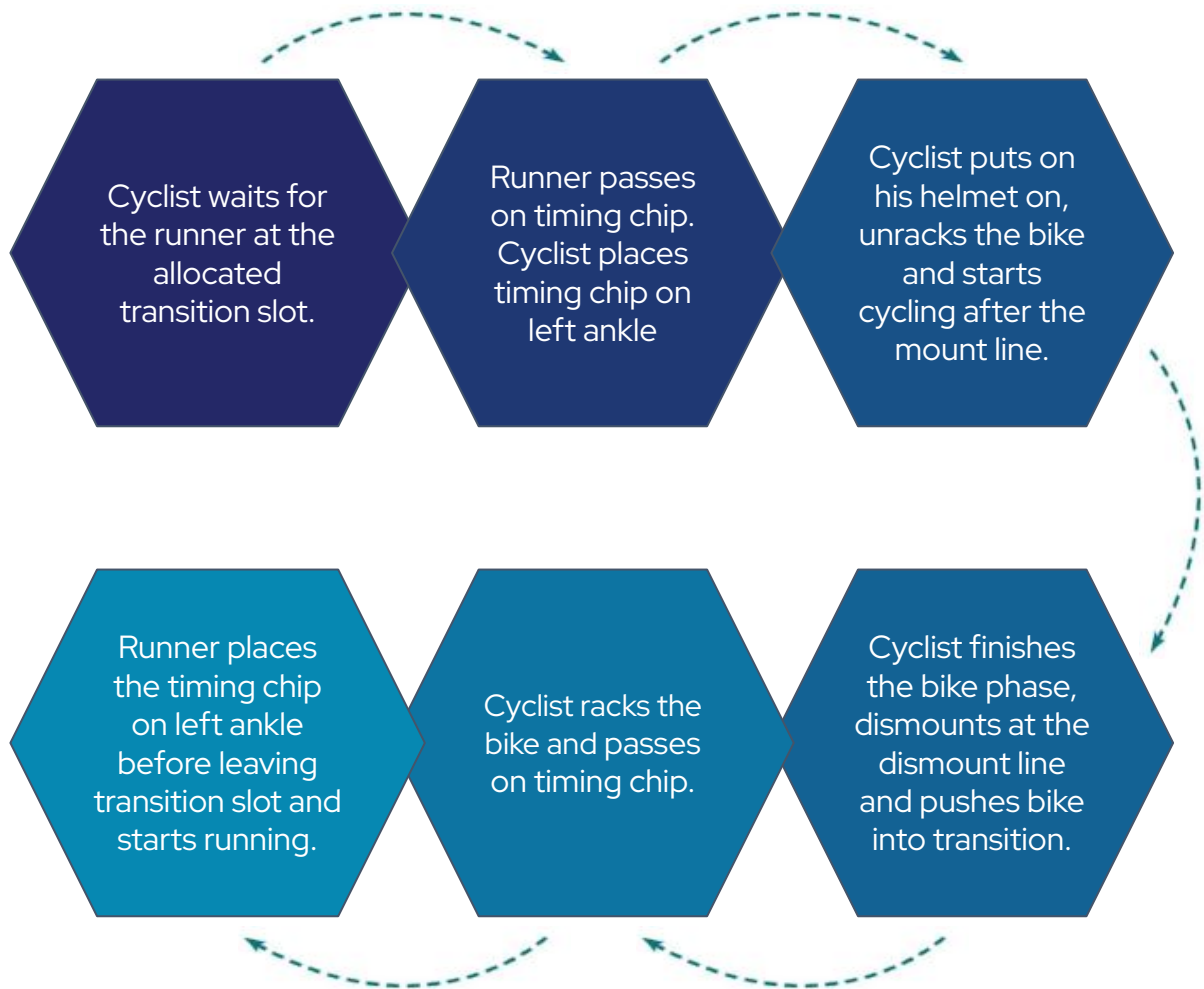 Cyclist waits for
the runner at the
allocated
transition slot.
Runner passes
on timing chip.
Cyclist places
timing chip on
left ankle
Cyclist puts on
his helmet on,
unracks the bike
and starts
cycling after the
mount line.
Cyclist finishes
the bike phase,
dismounts at the
dismount line
and pushes bike
into transition.
Cyclist racks the
bike and passes
on timing chip.
Runner places
the timing chip
on left ankle
before leaving
transition slot and
starts running.